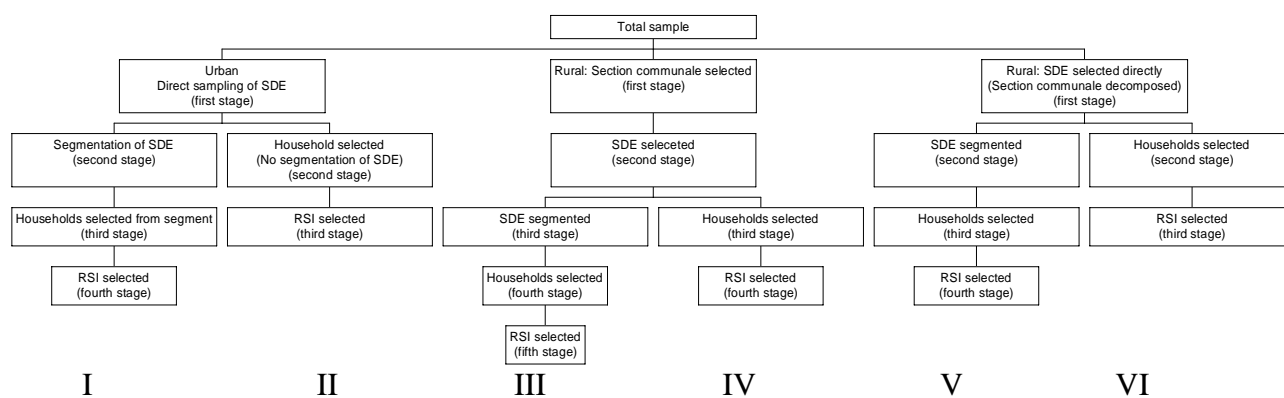 Total sample
Urban
Direct sampling of SDE
(first stage)
Rural: Section communale selected
(first stage)
Rural: SDE selected directly
(Section communale decomposed)
(first stage)
Segmentation of SDE
(second stage)
Household selected
(No segmentation of SDE)
(second stage)
SDE seleceted
(second stage)
SDE segmented
(second stage)
Households selected
(second stage)
Households selected from segment
(third stage)
RSI selected
(third stage)
SDE segmented
(third stage)
Households selected
(third stage)
Households selected
(third stage)
RSI selected
(third stage)
RSI selected
(fourth stage)
Households selected
(fourth stage)
RSI selected
(fourth stage)
RSI selected
(fourth stage)
RSI selected
(fifth stage)
I II III IV V VI